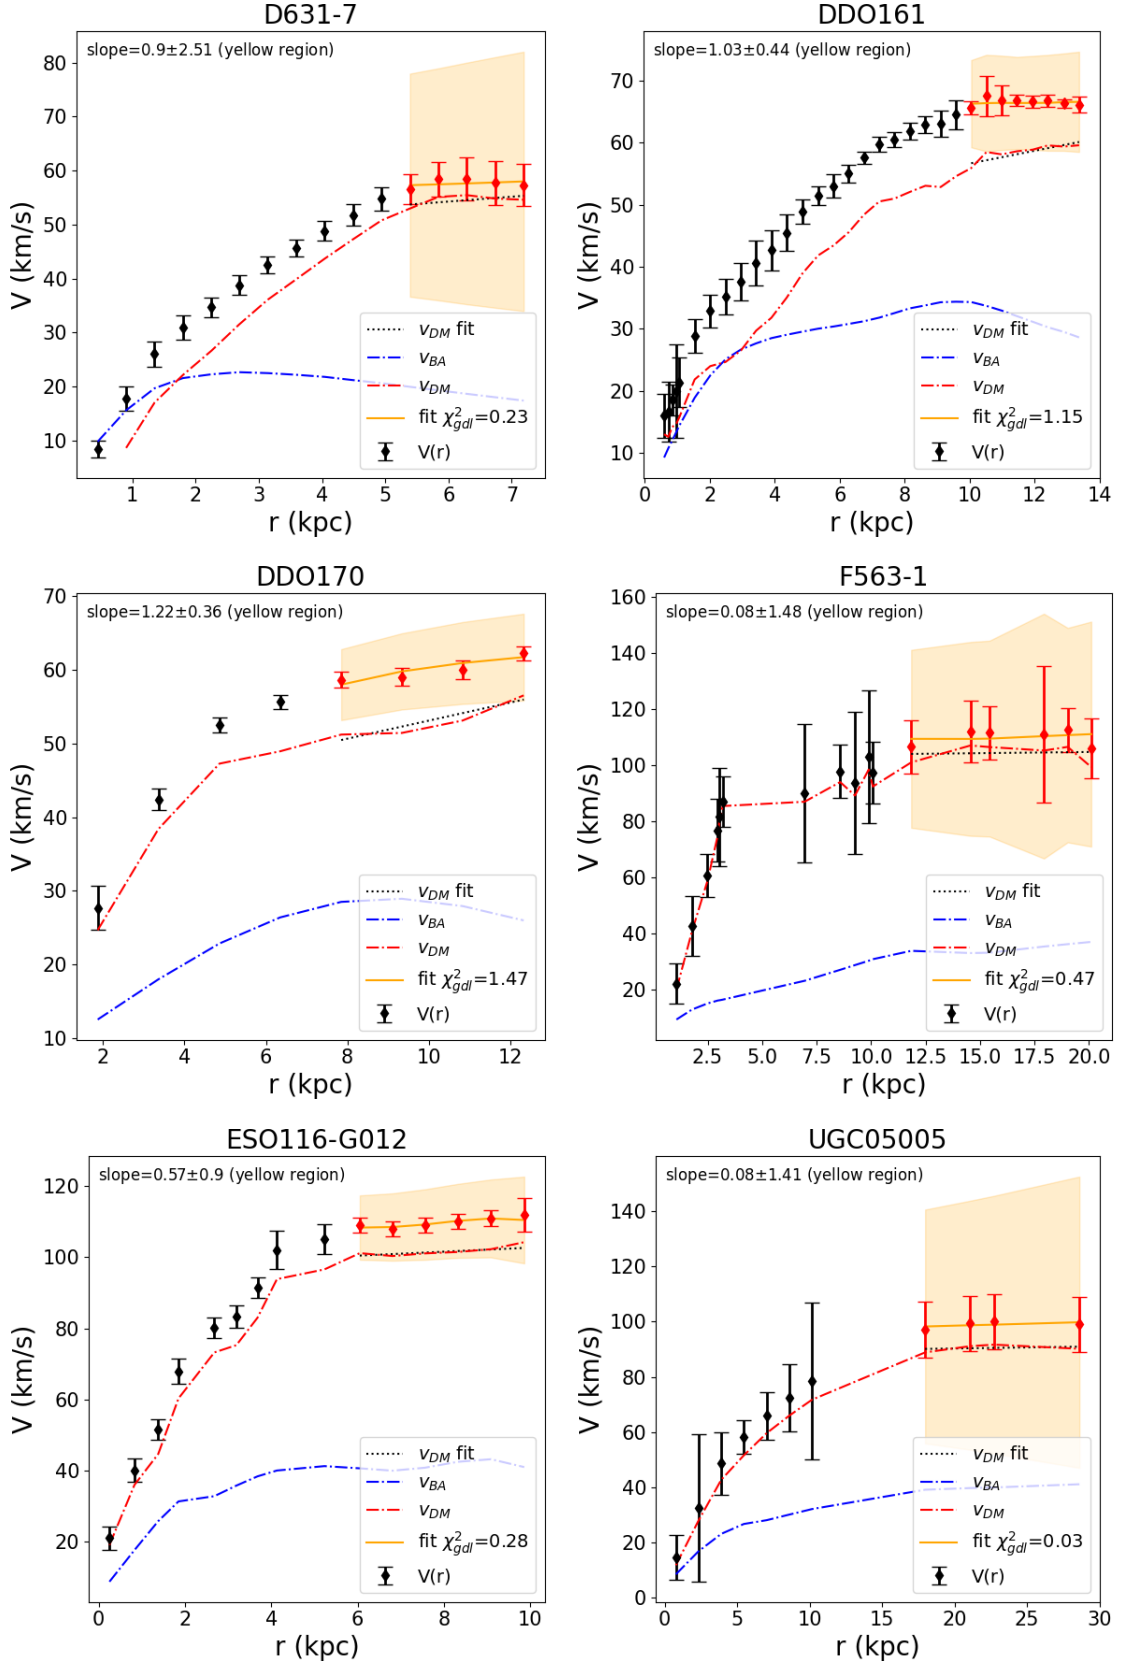 D631-7
slope=0.9±2.51 (yellow region)
80
70
60
50
40
30
20
10
V (km/s)
v_DM fit
v_BA
v_DM
fit χ²_gdl=0.23
V(r)
1 2 3 4 5 6 7
r (kpc)
DDO161
slope=1.03±0.44 (yellow region)
70
60
50
40
30
20
10
V (km/s)
v_DM fit
v_BA
v_DM
fit χ²_gdl=1.15
V(r)
0 2 4 6 8 10 12 14
r (kpc)
DDO170
slope=1.22±0.36 (yellow region)
70
60
50
40
30
20
10
V (km/s)
v_DM fit
v_BA
v_DM
fit χ²_gdl=1.47
V(r)
2 4 6 8 10 12
r (kpc)
F563-1
slope=0.08±1.48 (yellow region)
160
140
120
100
80
60
40
20
V (km/s)
v_DM fit
v_BA
v_DM
fit χ²_gdl=0.47
V(r)
2.5 5.0 7.5 10.0 12.5 15.0 17.5 20.0
r (kpc)
ESO116-G012
slope=0.57±0.9 (yellow region)
120
100
80
60
40
20
V (km/s)
v_DM fit
v_BA
v_DM
fit χ²_gdl=0.28
V(r)
0 2 4 6 8 10
r (kpc)
UGC05005
slope=0.08±1.41 (yellow region)
140
120
100
80
60
40
20
0
V (km/s)
v_DM fit
v_BA
v_DM
fit χ²_gdl=0.03
V(r)
0 5 10 15 20 25 30
r (kpc)